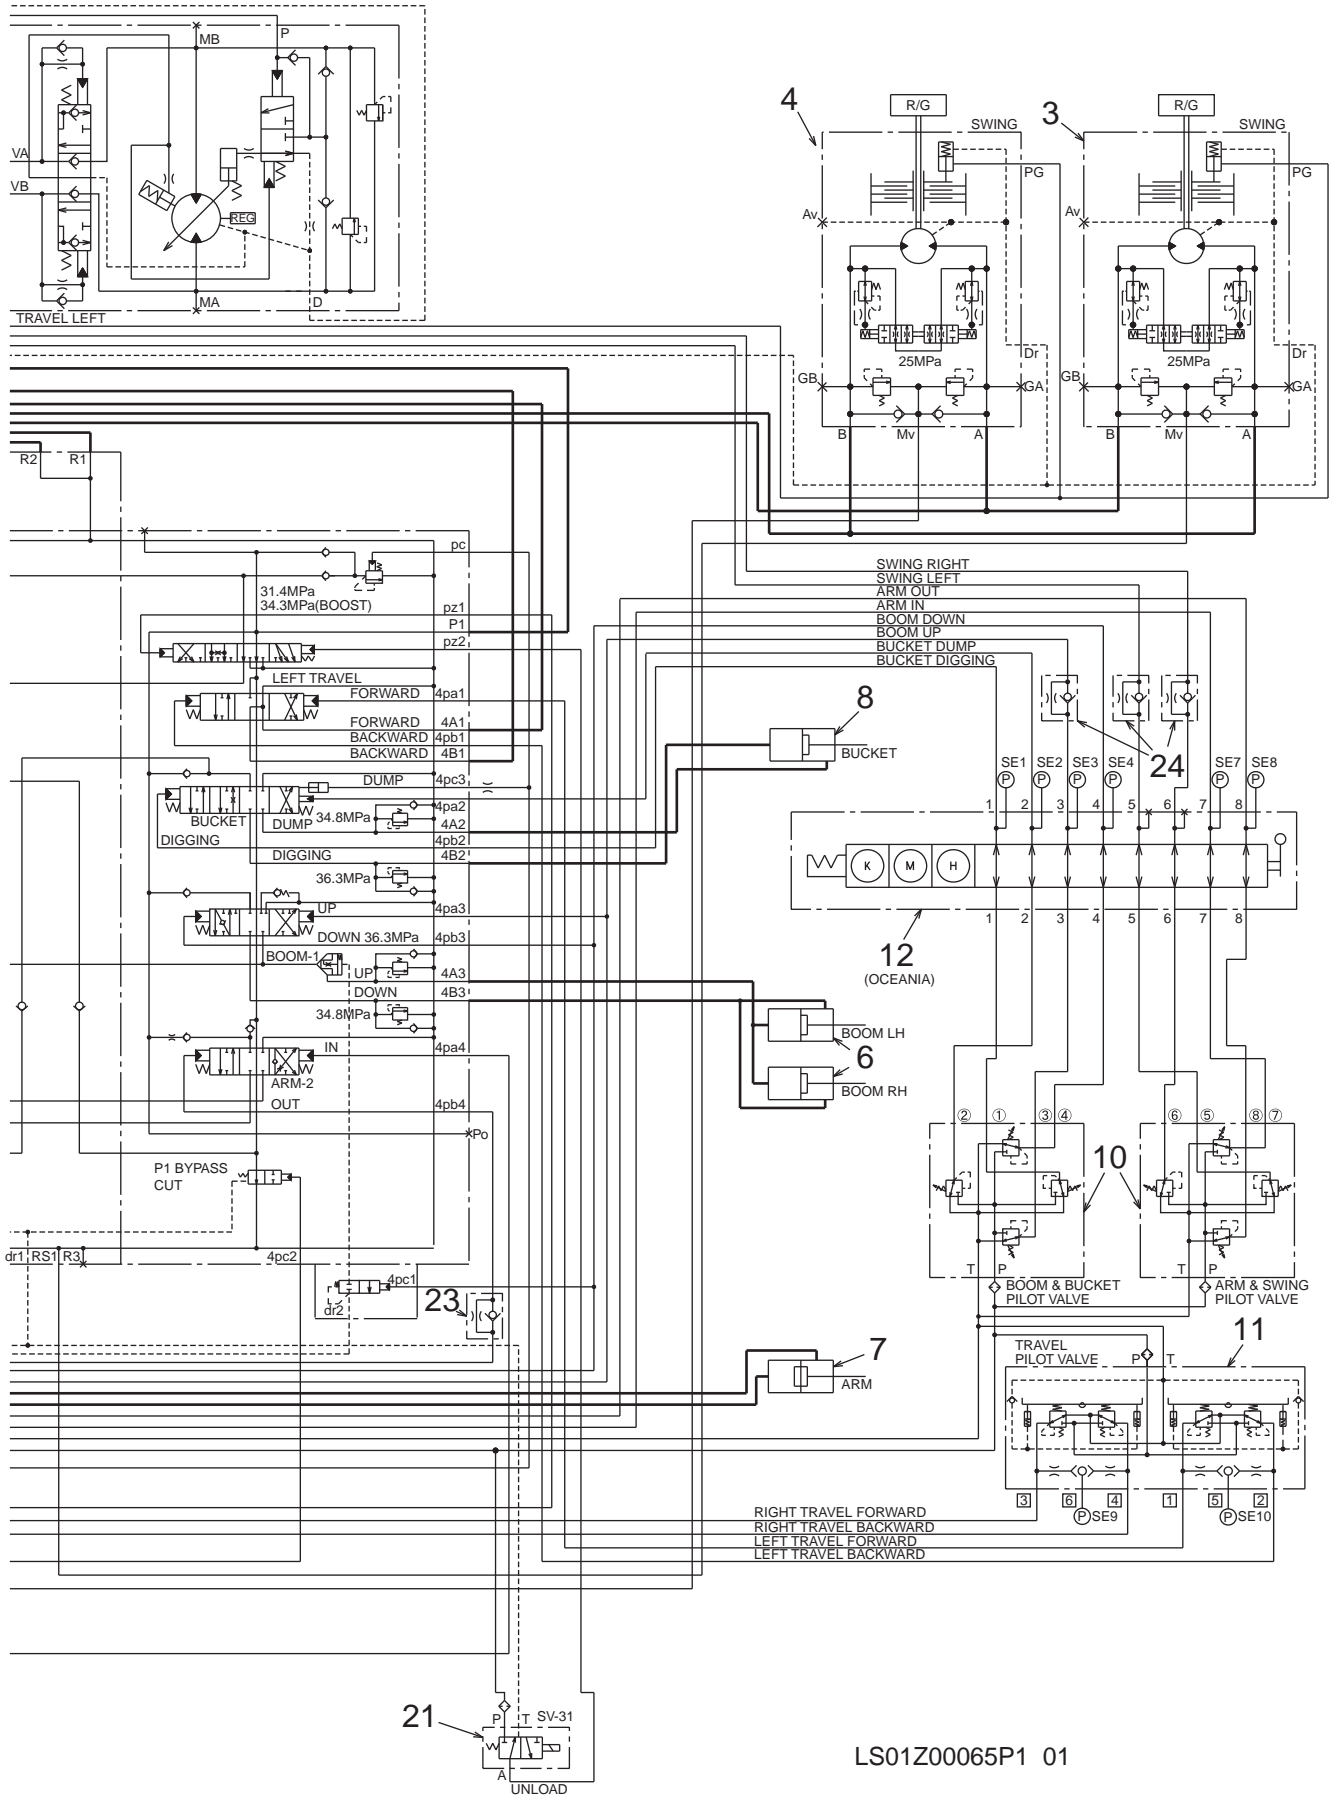 MB
P
VA
VB
REG
MA
D
TRAVEL LEFT
4
R/G
SWING
PG
Av
25MPa
GB
GA
Dr
B
Mv
A
3
R/G
SWING
PG
Av
25MPa
GB
GA
Dr
B
Mv
A
R2
R1
pc
31.4MPa
34.3MPa(BOOST)
pz1
P1
pz2
LEFT TRAVEL
FORWARD 4pa1
FORWARD 4A1
BACKWARD 4pb1
BACKWARD 4B1
DUMP 4pc3
4pa2
BUCKET
DUMP 34.8MPa
4A2
DIGGING
4pb2
DIGGING 4B2
36.3MPa
UP 4pa3
DOWN 36.3MPa 4pb3
BOOM-1
UP 4A3
DOWN 4B3
34.8MPa
IN 4pa4
ARM-2
OUT 4pb4
Po
P1 BYPASS
CUT
dr1 RS1 R3
4pc2
4pc1
dr2
23
SWING RIGHT
SWING LEFT
ARM OUT
ARM IN
BOOM DOWN
BOOM UP
BUCKET DUMP
BUCKET DIGGING
8
BUCKET
24
SE1 SE2 SE3 SE4 SE7 SE8
P P P P P P
1 2 3 4 5 6 7 8
K M H
1 2 3 4 5 6 7 8
12
(OCEANIA)
BOOM LH
6
BOOM RH
② ① ③ ④ ⑥ ⑤ ⑧ ⑦
10
T P T P
BOOM & BUCKET
PILOT VALVE
ARM & SWING
PILOT VALVE
11
TRAVEL
PILOT VALVE
P T
7
ARM
3 6 4 1 5 2
P SE9 P SE10
RIGHT TRAVEL FORWARD
RIGHT TRAVEL BACKWARD
LEFT TRAVEL FORWARD
LEFT TRAVEL BACKWARD
21
P T SV-31
A
UNLOAD
LS01Z00065P1 01